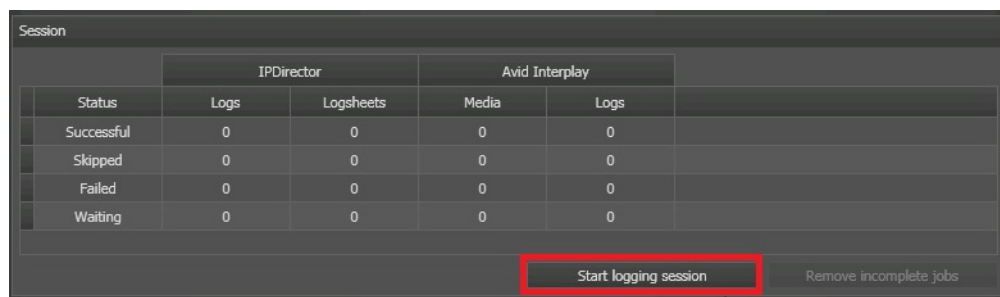 Session
IPDirector Avid Interplay
Status Logs Logsheets Media Logs
Successful 0 0 0 0
Skipped 0 0 0 0
Failed 0 0 0 0
Waiting 0 0 0 0
Start logging session Remove incomplete jobs